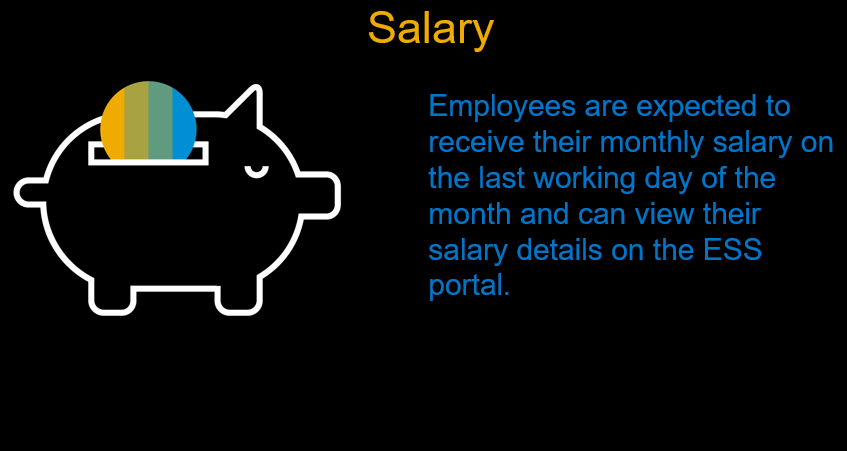 Salary
Employees are expected to
receive their monthly salary on
the last working day of the
month and can view their
salary details on the ESS
portal.